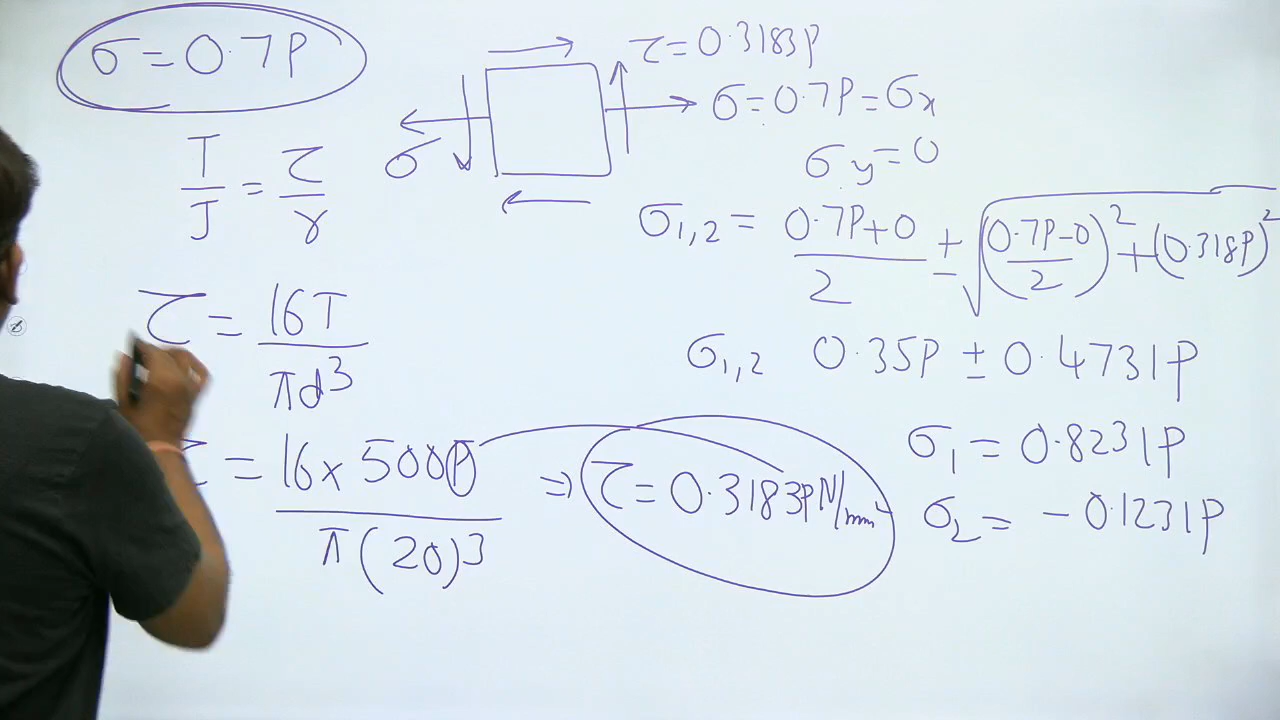 σ = 0.7P
τ = 0.3183P
σ = 0.7P = σx
σ
σy = 0
T/J = τ/r
σ1,2 = (0.7P+0)/2 ± √(((0.7P-0)/2)² + (0.318P)²)
τ = 16T/πd³
σ1,2 0.35P ± 0.4731P
= 16x500P/π(20)³ ⇒ τ = 0.3183P N/mm²
σ1 = 0.8231P
σ2 = -0.1231P